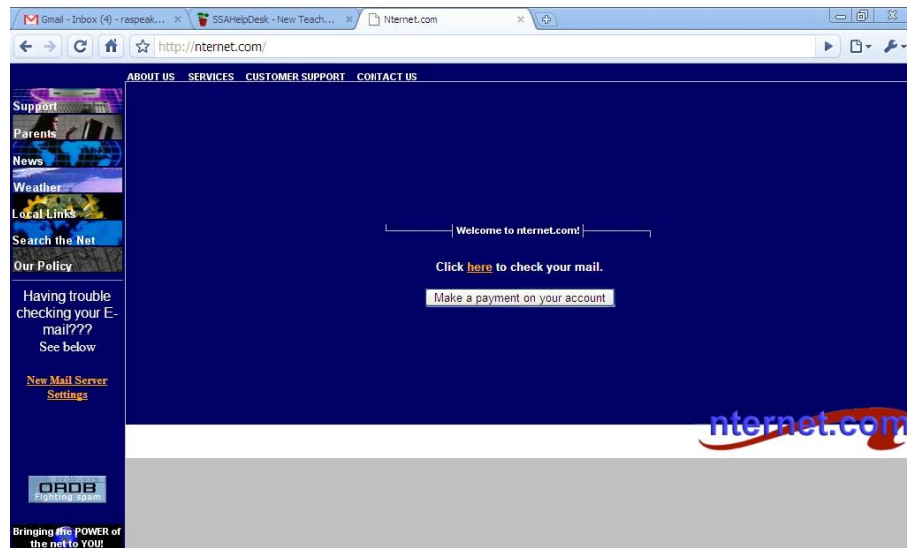 Gmail - Inbox (4) - raspeak...
SSAHelpDesk - New Teach...
Nternet.com
http://nternet.com/
ABOUT US SERVICES CUSTOMER SUPPORT CONTACT US
Support
Parents
News
Weather
Local Links
Search the Net
Our Policy
Having trouble
checking your E-
mail???
See below
New Mail Server
Settings
ordb.org
ORDB
Fighting spam
Bringing the POWER of
the net to YOU!
Welcome to nternet.com!
Click here to check your mail.
Make a payment on your account
nternet.com